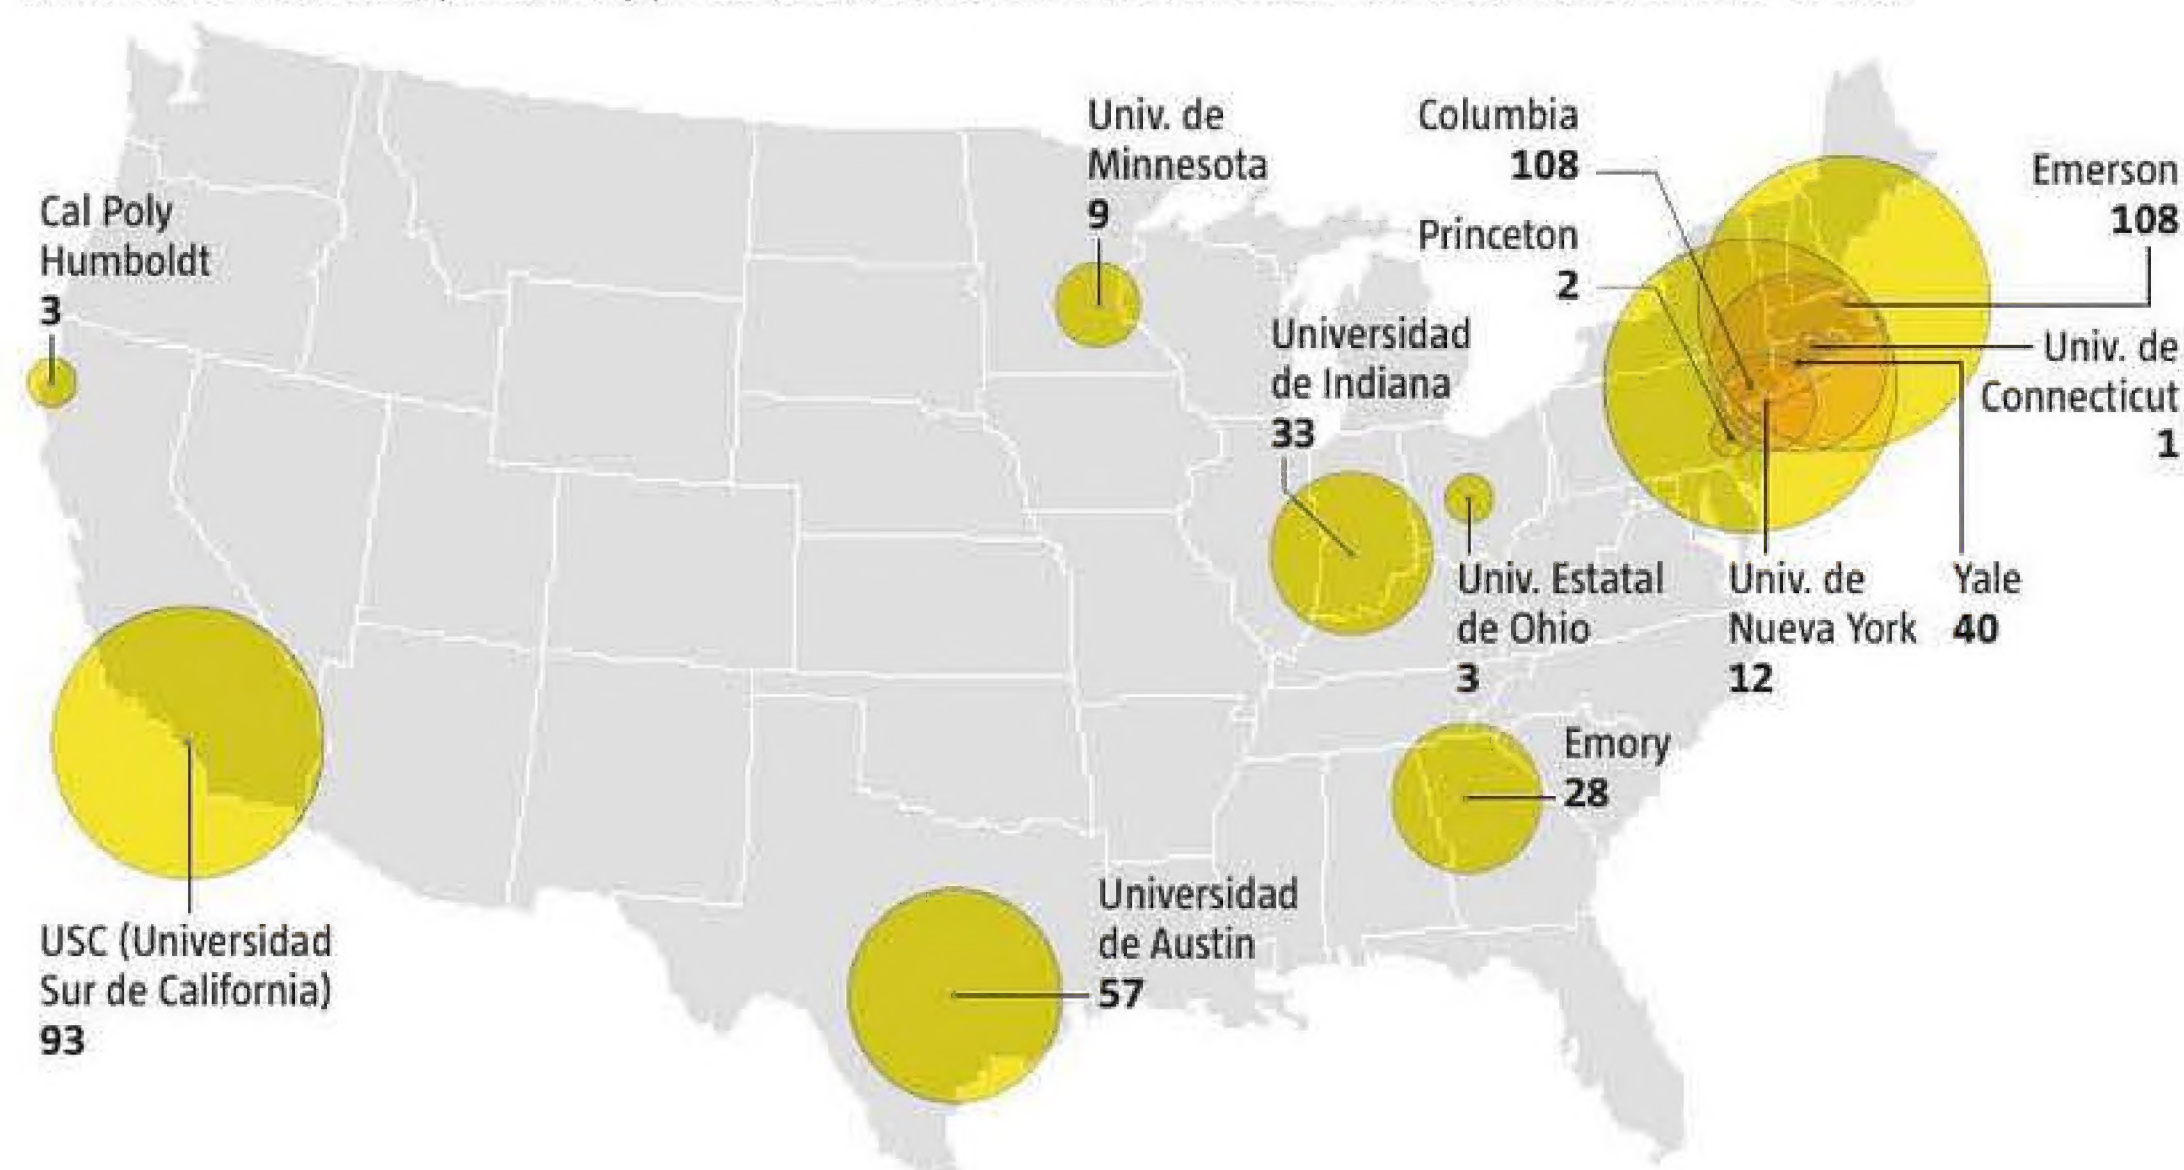 Cal Poly
Humboldt
3
Univ. de
Minnesota
9
Columbia
108
Princeton
2
Emerson
108
Univ. de
Connecticut
1
Universidad
de Indiana
33
Univ. Estatal
de Ohio
3
Univ. de
Nueva York
12
Yale
40
Emory
28
USC (Universidad
Sur de California)
93
Universidad
de Austin
57